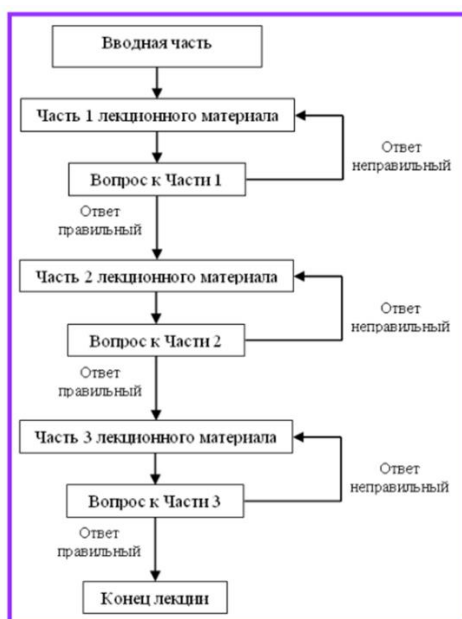 Вводная часть
Часть 1 лекционного материала
Ответ
неправильный
Вопрос к Части 1
Ответ
правильный
Часть 2 лекционного материала
Ответ
неправильный
Вопрос к Части 2
Ответ
правильный
Часть 3 лекционного материала
Ответ
неправильный
Вопрос к Части 3
Ответ
правильный
Конец лекции